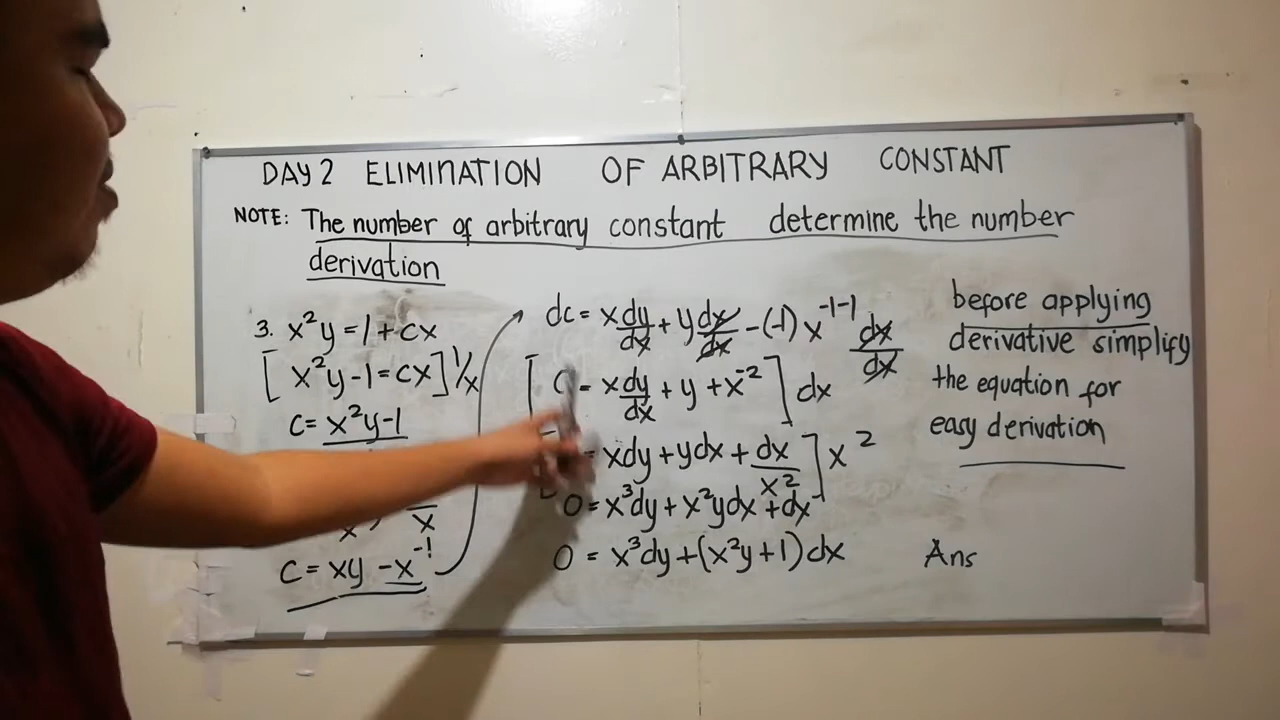 DAY 2 ELIMINATION OF ARBITRARY CONSTANT
NOTE: The number of arbitrary constant determine the number
derivation
3. x²y = 1 + cx
[x²y - 1 = cx] 1/x
c = x²y - 1
x
c = xy - x⁻¹
dc = x dy/dx + y dx/dx - (-1) x⁻¹⁻¹ dx/dx
= x dy/dx + y + x⁻² ] dx
= xdy + ydx + dx/x² ] x²
0 = x³dy + x²ydx + dx
0 = x³dy + (x²y + 1)dx Ans
before applying
derivative simplify
the equation for
easy derivation